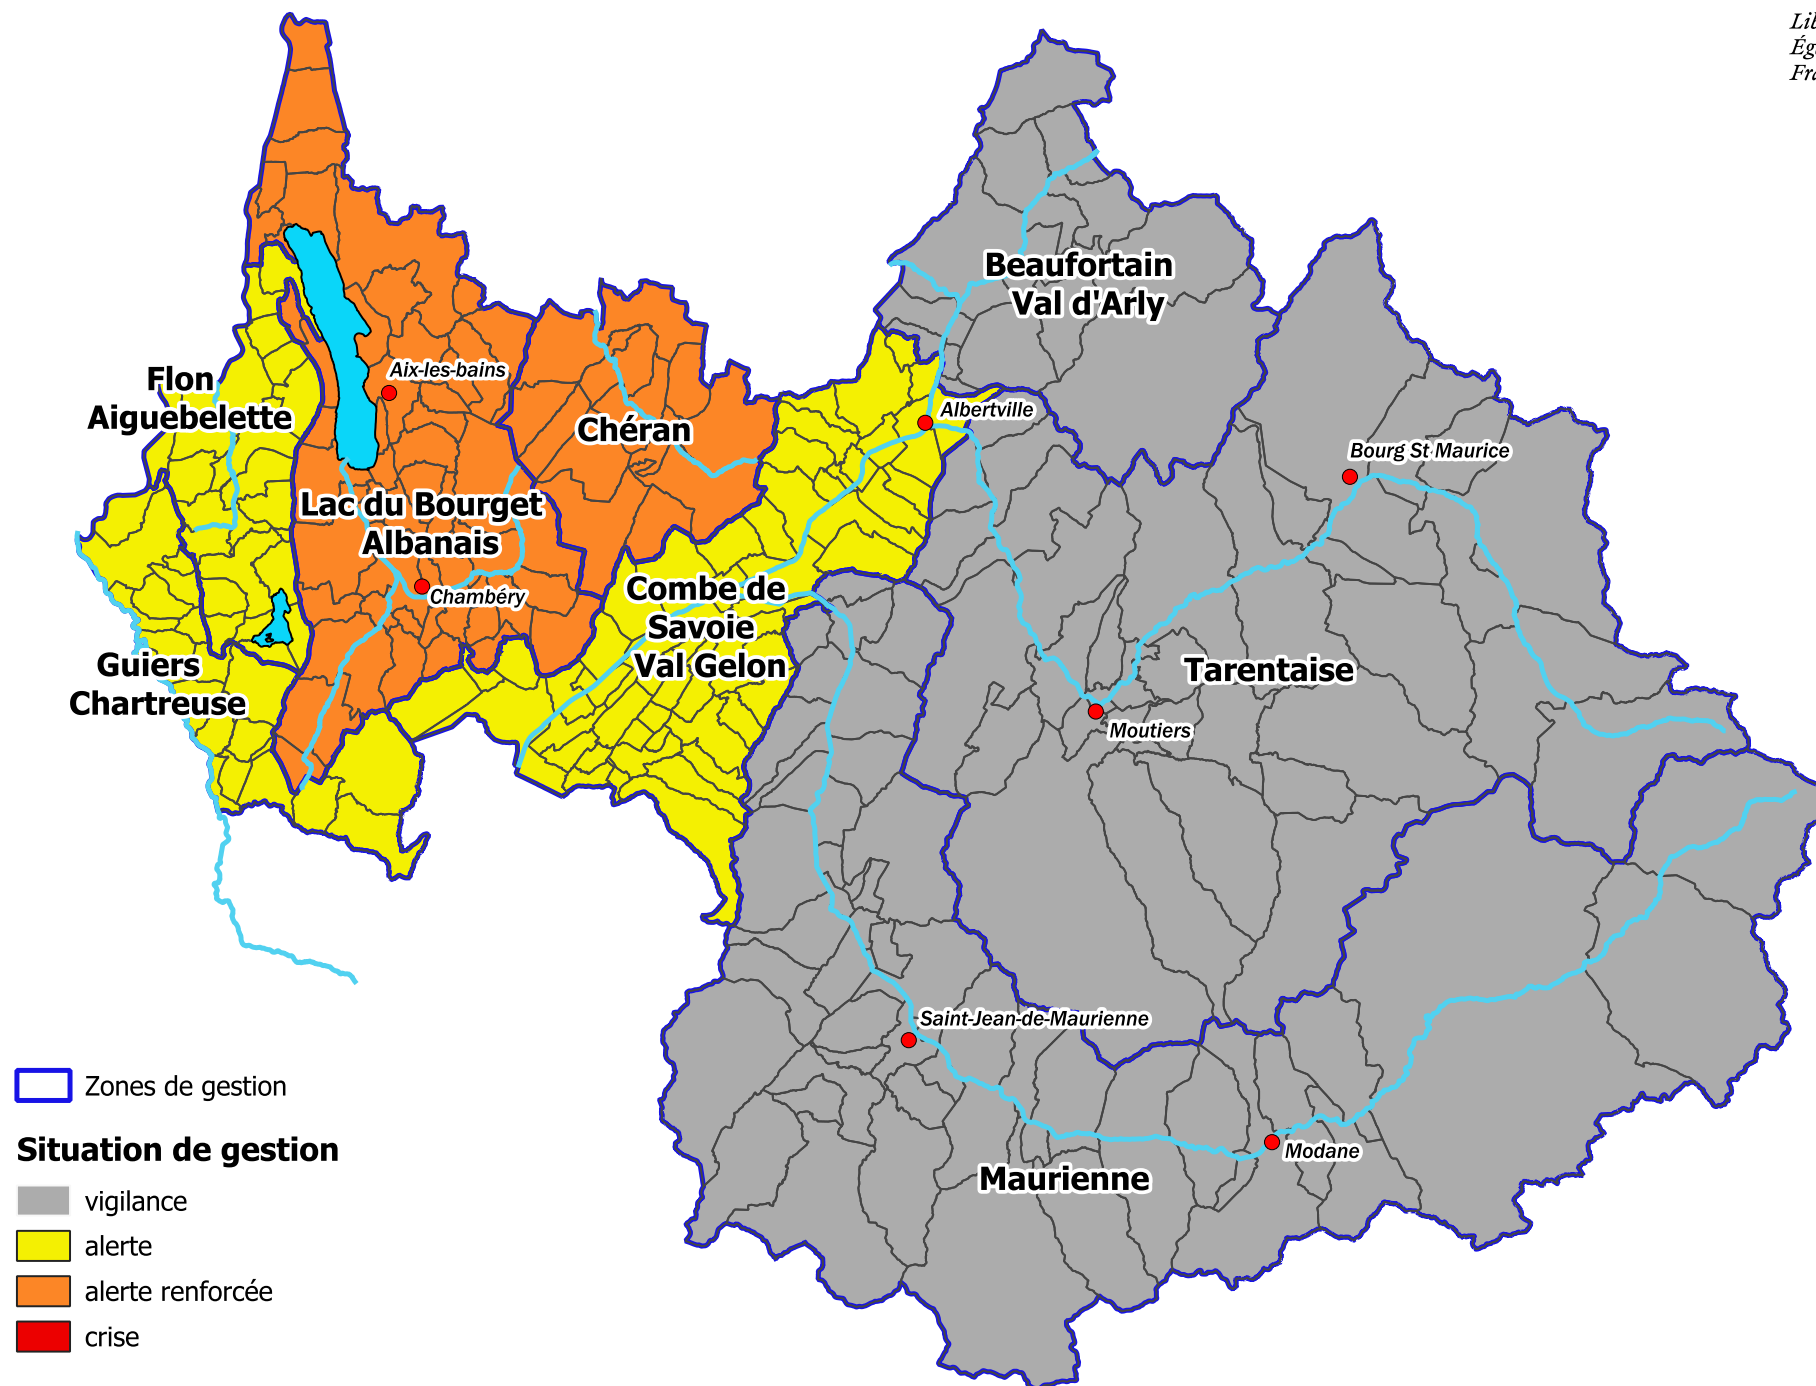 Beaufortain
Val d'Arly
Aix-les-bains
Flon
Aiguebelette
Chéran
Albertville
Bourg St Maurice
Lac du Bourget
Albanais
Chambéry
Combe de
Savoie
Val Gelon
Guiers
Chartreuse
Tarentaise
Moutiers
Saint-Jean-de-Maurienne
Modane
Maurienne
Zones de gestion
Situation de gestion
vigilance
alerte
alerte renforcée
crise